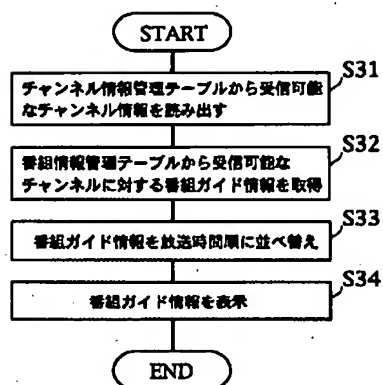 START
S31
チャンネル情報管理テーブルから受信可能
なチャンネル情報を読み出す
S32
番組情報管理テーブルから受信可能な
チャンネルに対する番組ガイド情報を取得
S33
番組ガイド情報を放送時間順に並べ替え
S34
番組ガイド情報を表示
END